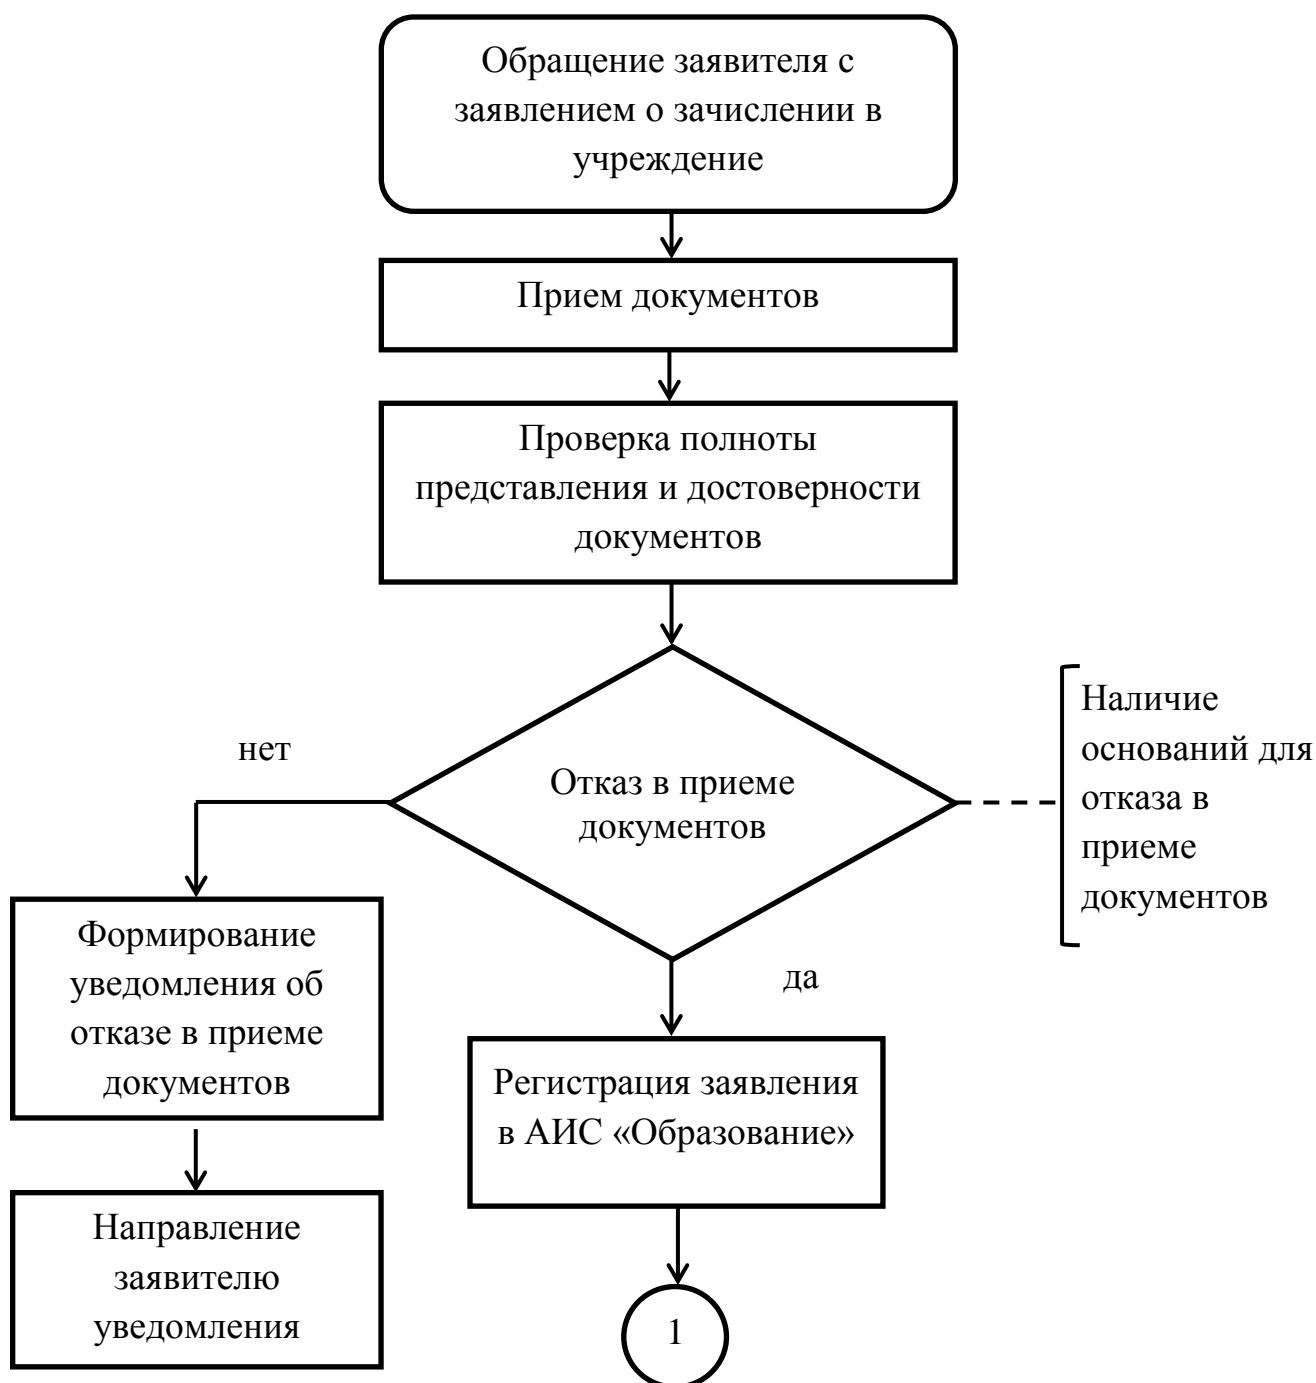 Обращение заявителя с
заявлением о зачислении в
учреждение
Прием документов
Проверка полноты
представления и достоверности
документов
Отказ в приеме
документов
Наличие
оснований для
отказа в
приеме
документов
нет
Формирование
уведомления об
отказе в приеме
документов
да
Регистрация заявления
в АИС «Образование»
Направление
заявителю
уведомления
1